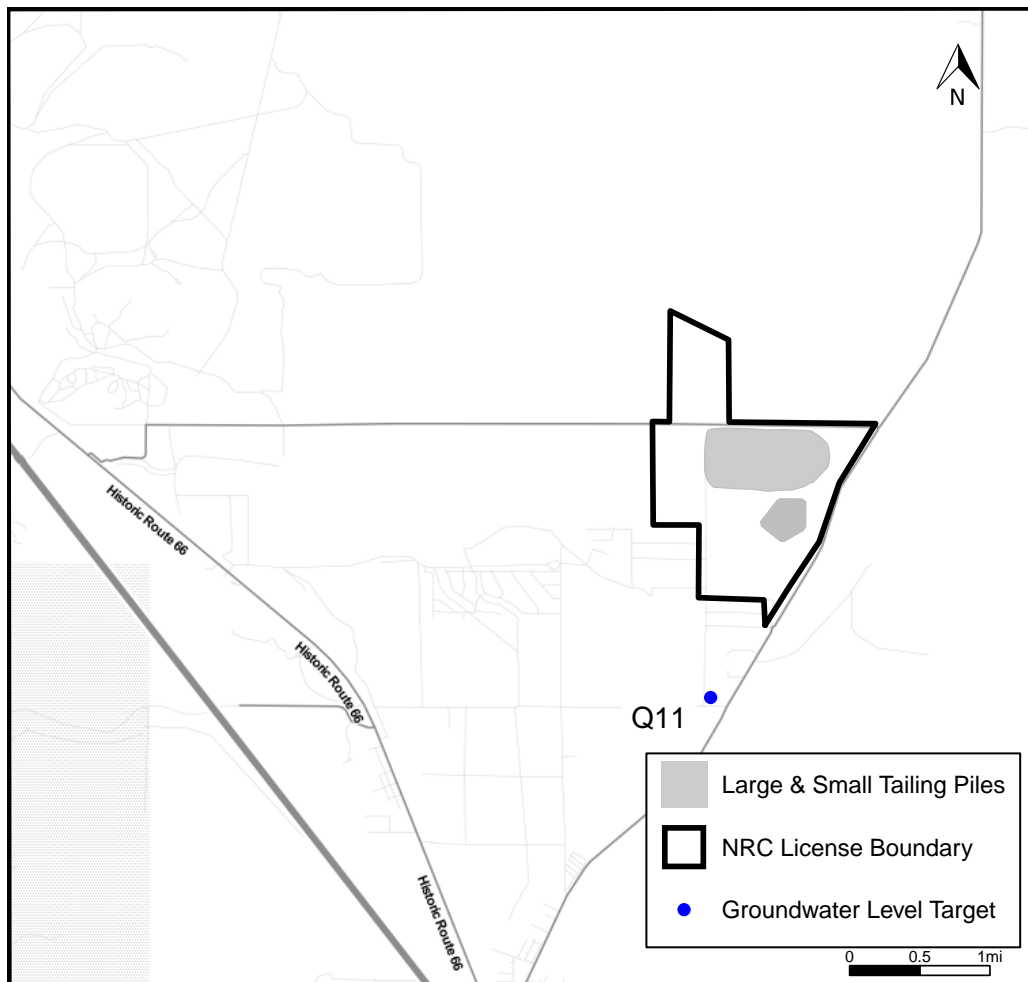 N
Historic Route 66
Historic Route 66
Q11
Large & Small Tailing Piles
NRC License Boundary
Historic Route 66
Groundwater Level Target
0 0.5 1mi